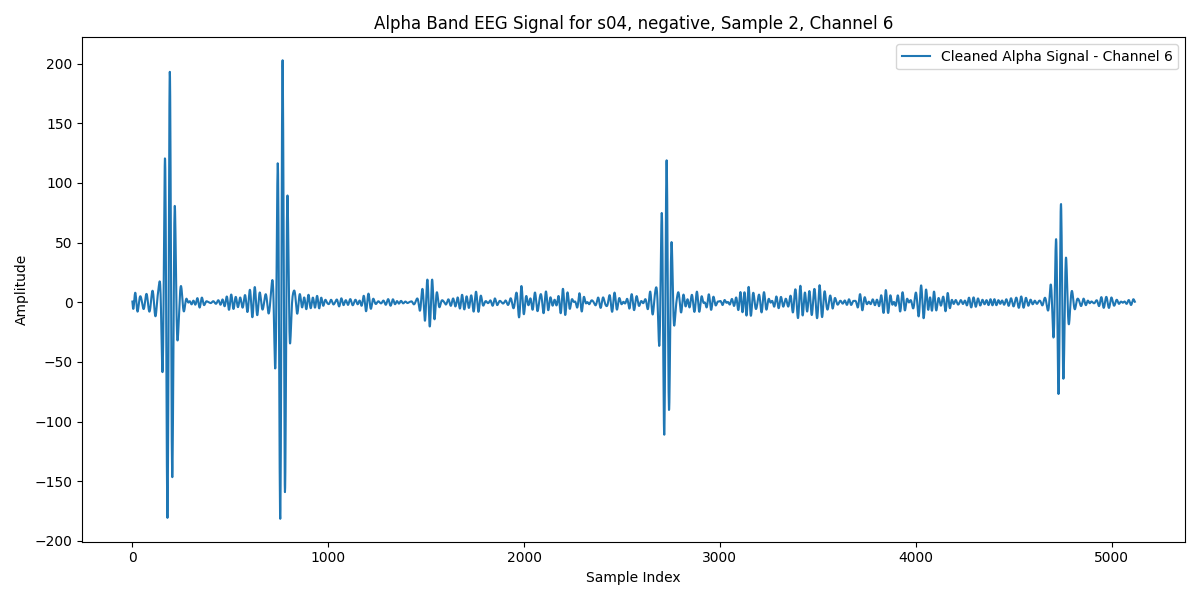 Alpha Band EEG Signal for s04, negative, Sample 2, Channel 6
Cleaned Alpha Signal - Channel 6
200
150
100
50
0
−50
−100
−150
−200
Amplitude
0 1000 2000 3000 4000 5000
Sample Index